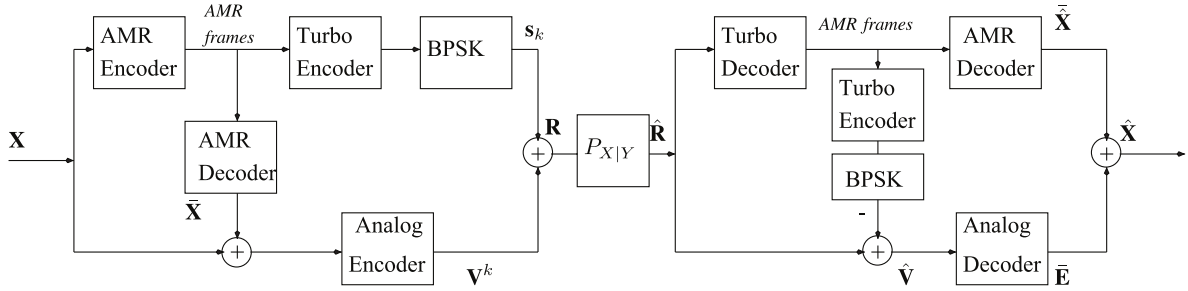 AMR
frames
AMR
Encoder
Turbo
Encoder
BPSK
s_k
X
AMR
Decoder
X̄
Analog
Encoder
V^k
R
+
+
P_{X|Y}
R̂
Turbo
Decoder
AMR frames
Turbo
Encoder
BPSK
-
+
V̂
AMR
Decoder
X̄̂
Analog
Decoder
Ē
+
X̂